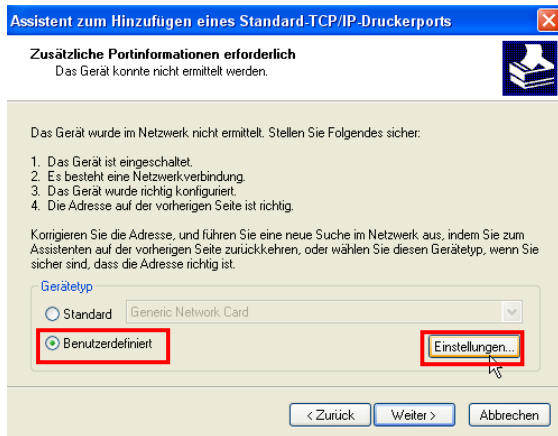 Assistent zum Hinzufügen eines Standard-TCP/IP-Druckerports
Zusätzliche Portinformationen erforderlich
Das Gerät konnte nicht ermittelt werden.
Das Gerät wurde im Netzwerk nicht ermittelt. Stellen Sie Folgendes sicher:
1. Das Gerät ist eingeschaltet.
2. Es besteht eine Netzwerkverbindung.
3. Das Gerät wurde richtig konfiguriert.
4. Die Adresse auf der vorherigen Seite ist richtig.
Korrigieren Sie die Adresse, und führen Sie eine neue Suche im Netzwerk aus, indem Sie zum
Assistenten auf der vorherigen Seite zurückkehren, oder wählen Sie diesen Gerätetyp, wenn Sie
sicher sind, dass die Adresse richtig ist.
Gerätetyp
Standard Generic Network Card
Benutzerdefiniert Einstellungen...
< Zurück Weiter > Abbrechen